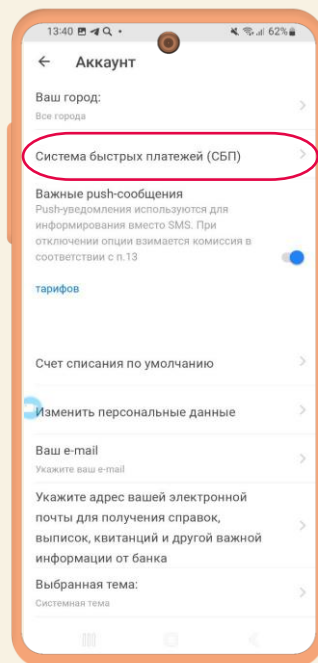 13:40 62%
Аккаунт
Ваш город:
Все города
Система быстрых платежей (СБП)
Важные push-сообщения
Push-уведомления используются для
информирования вместо SMS. При
отключении опции взимается комиссия в
соответствии с п.13
тарифов
Счет списания по умолчанию
Изменить персональные данные
Ваш e-mail
Укажите ваш e-mail
Укажите адрес вашей электронной
почты для получения справок,
выписок, квитанций и другой важной
информации от банка
Выбранная тема:
Системная тема